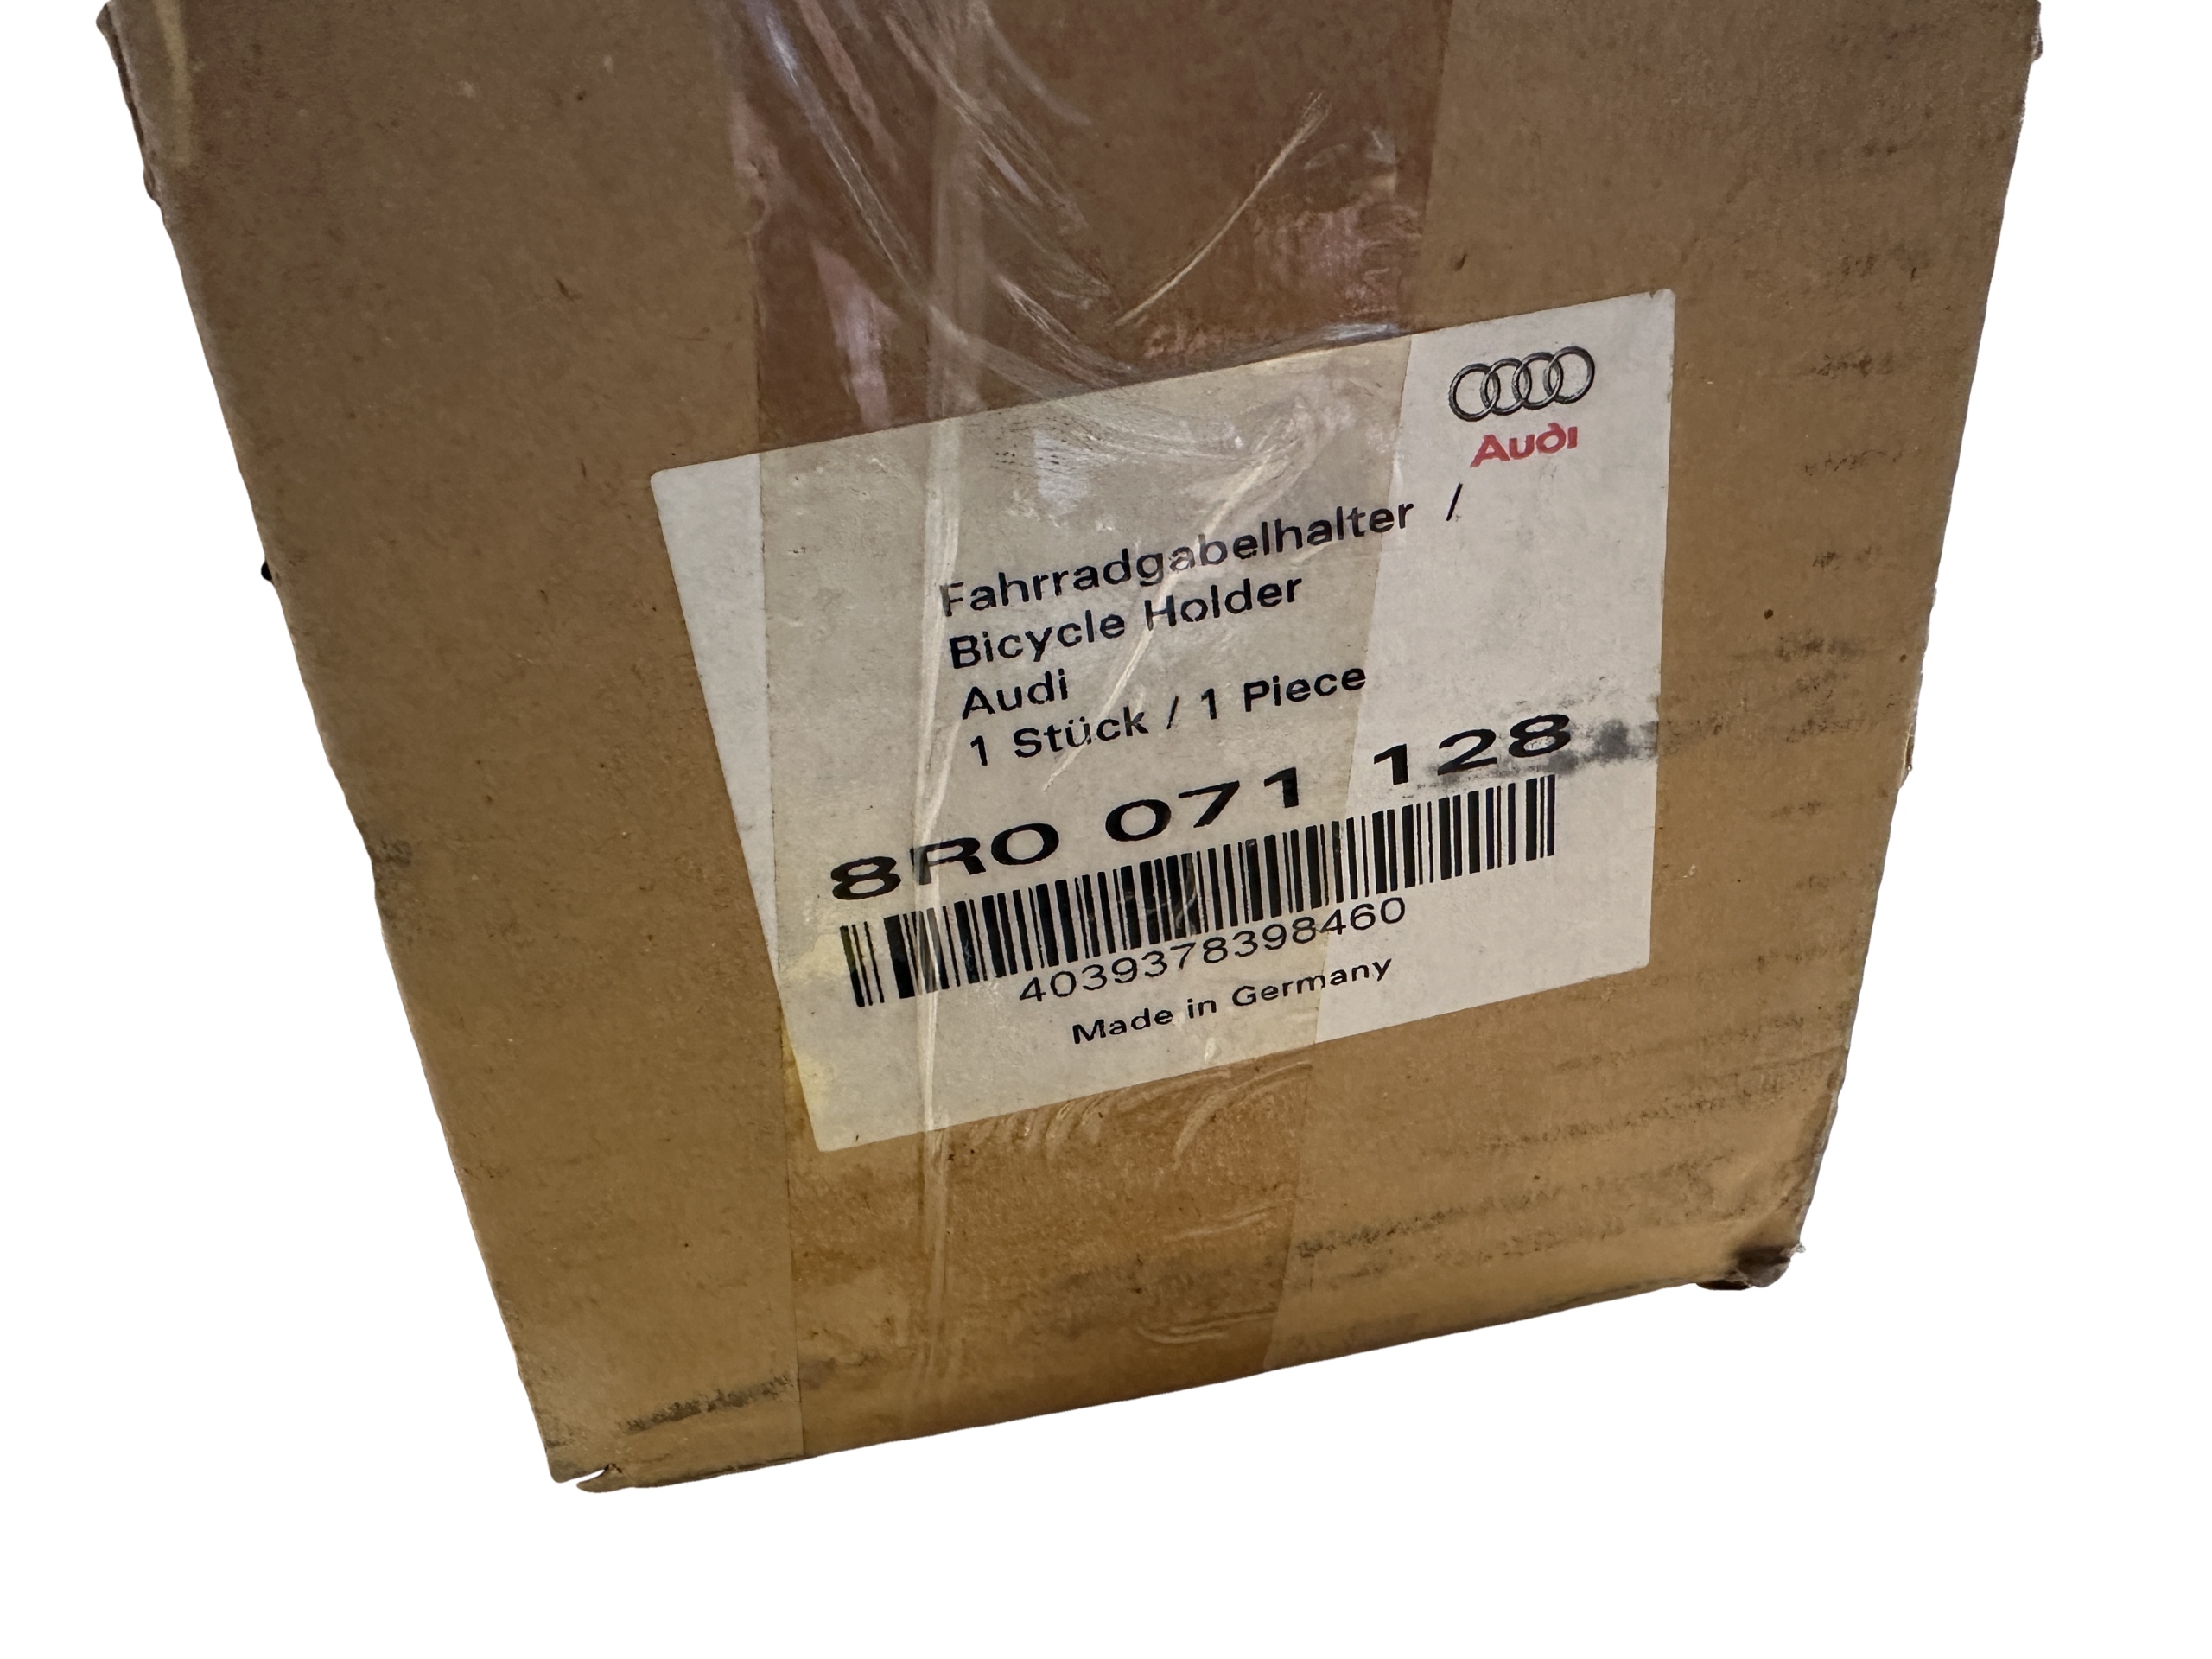 Audi
Fahrradgabelhalter /
Bicycle Holder
Audi
1 Stück / 1 Piece
8R0 071 128
4039378398460
Made in Germany